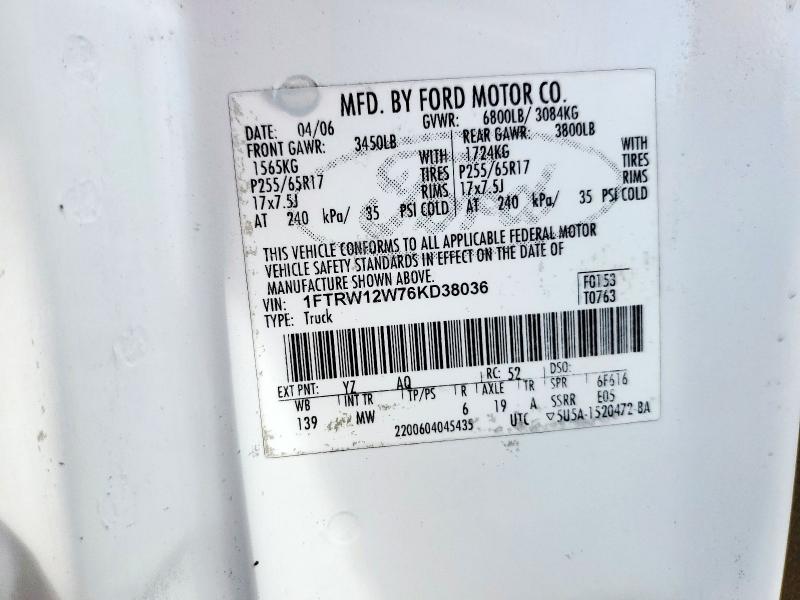 MFD. BY FORD MOTOR CO.
DATE: 04/06 GVWR: 6800LB/ 3084KG
FRONT GAWR: 3450LB REAR GAWR: 3800LB
1565KG WITH 1724KG WITH
P255/65R17 TIRES P255/65R17 TIRES
17x7.5J RIMS 17x7.5J RIMS
AT 240 kPa/ 35 PSI COLD AT 240 kPa/ 35 PSI COLD
Ford
THIS VEHICLE CONFORMS TO ALL APPLICABLE FEDERAL MOTOR
VEHICLE SAFETY STANDARDS IN EFFECT ON THE DATE OF
MANUFACTURE SHOWN ABOVE.
VIN: 1FTRW12W76KD38036 F0153
TYPE: Truck T0763
EXT PNT: YZ AQ RC: 52 DSO:
WB INT TR TP/PS R AXLE TR SPR 6F616
139 MW 6 19 A SSRR E05
2200604045435 UTC ▽5U5A-1520472-BA